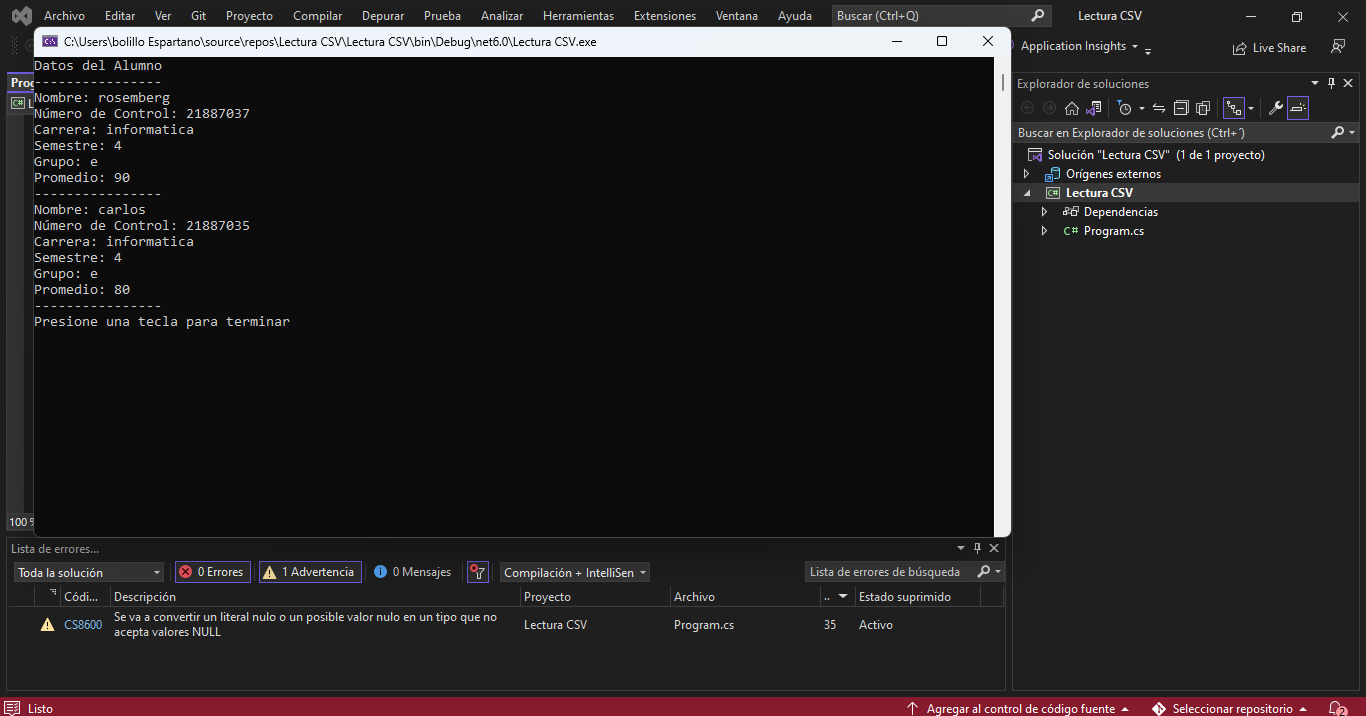 Archivo Editar Ver Git Proyecto Compilar Depurar Prueba Analizar Herramientas Extensiones Ventana Ayuda Buscar (Ctrl+Q) Lectura CSV
C:\Users\bolillo Espartano\source\repos\Lectura CSV\Lectura CSV\bin\Debug\net6.0\Lectura CSV.exe
Application Insights
Live Share
Datos del Alumno
----------------
Nombre: rosemberg
Número de Control: 21887037
Carrera: informatica
Semestre: 4
Grupo: e
Promedio: 90
----------------
Nombre: carlos
Número de Control: 21887035
Carrera: informatica
Semestre: 4
Grupo: e
Promedio: 80
----------------
Presione una tecla para terminar
100 %
Explorador de soluciones
Buscar en Explorador de soluciones (Ctrl+´)
Solución "Lectura CSV" (1 de 1 proyecto)
Orígenes externos
C# Lectura CSV
Dependencias
C# Program.cs
Lista de errores...
Toda la solución 0 Errores 1 Advertencia 0 Mensajes Compilación + IntelliSen Lista de errores de búsqueda
Códi... Descripción Proyecto Archivo .. Estado suprimido
CS8600 Se va a convertir un literal nulo o un posible valor nulo en un tipo que no acepta valores NULL Lectura CSV Program.cs 35 Activo
Listo Agregar al control de código fuente Seleccionar repositorio 2